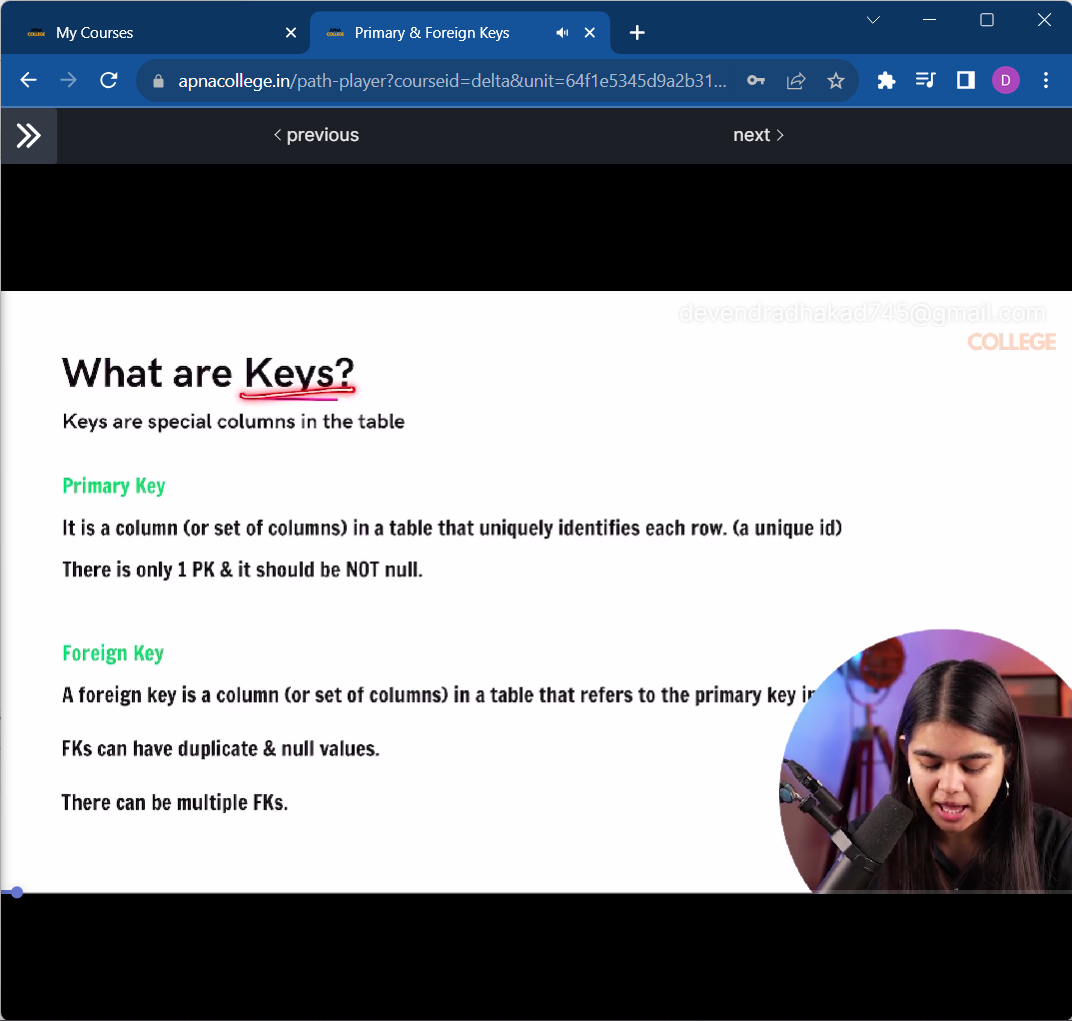 My Courses
Primary & Foreign Keys
apnacollege.in/path-player?courseid=delta&unit=64f1e5345d9a2b31...
D
previous
next
devendradhakad745@gmail.com
COLLEGE
What are Keys?
Keys are special columns in the table
Primary Key
It is a column (or set of columns) in a table that uniquely identifies each row. (a unique id)
There is only 1 PK & it should be NOT null.
Foreign Key
A foreign key is a column (or set of columns) in a table that refers to the primary key
FKs can have duplicate & null values.
There can be multiple FKs.